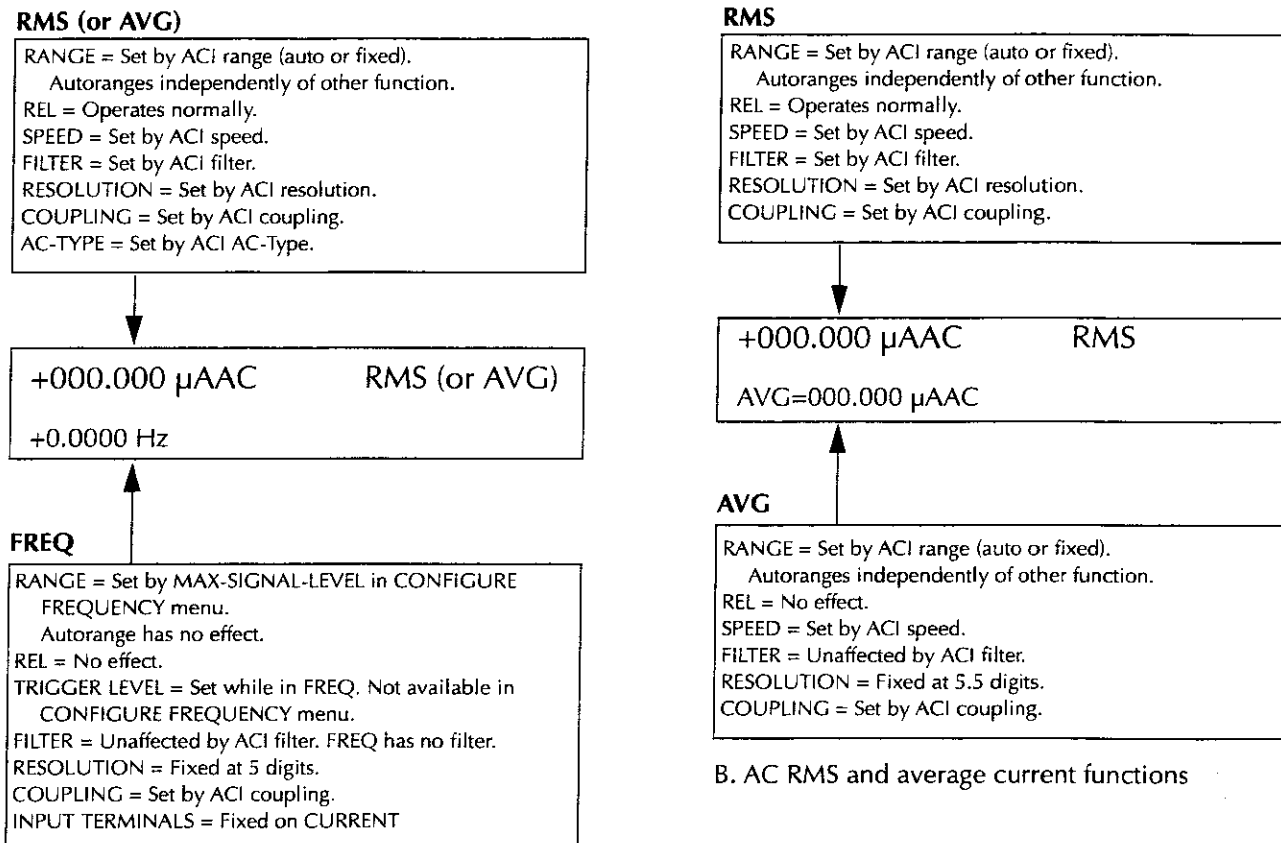 RMS (or AVG)
RANGE = Set by ACI range (auto or fixed).
Autoranges independently of other function.
REL = Operates normally.
SPEED = Set by ACI speed.
FILTER = Set by ACI filter.
RESOLUTION = Set by ACI resolution.
COUPLING = Set by ACI coupling.
AC-TYPE = Set by ACI AC-Type.
+000.000 µAAC RMS (or AVG)
+0.0000 Hz
FREQ
RANGE = Set by MAX-SIGNAL-LEVEL in CONFIGURE
FREQUENCY menu.
Autorange has no effect.
REL = No effect.
TRIGGER LEVEL = Set while in FREQ. Not available in
CONFIGURE FREQUENCY menu.
FILTER = Unaffected by ACI filter. FREQ has no filter.
RESOLUTION = Fixed at 5 digits.
COUPLING = Set by ACI coupling.
INPUT TERMINALS = Fixed on CURRENT
RMS
RANGE = Set by ACI range (auto or fixed).
Autoranges independently of other function.
REL = Operates normally.
SPEED = Set by ACI speed.
FILTER = Set by ACI filter.
RESOLUTION = Set by ACI resolution.
COUPLING = Set by ACI coupling.
+000.000 µAAC RMS
AVG=000.000 µAAC
AVG
RANGE = Set by ACI range (auto or fixed).
Autoranges independently of other function.
REL = No effect.
SPEED = Set by ACI speed.
FILTER = Unaffected by ACI filter.
RESOLUTION = Fixed at 5.5 digits.
COUPLING = Set by ACI coupling.
B. AC RMS and average current functions